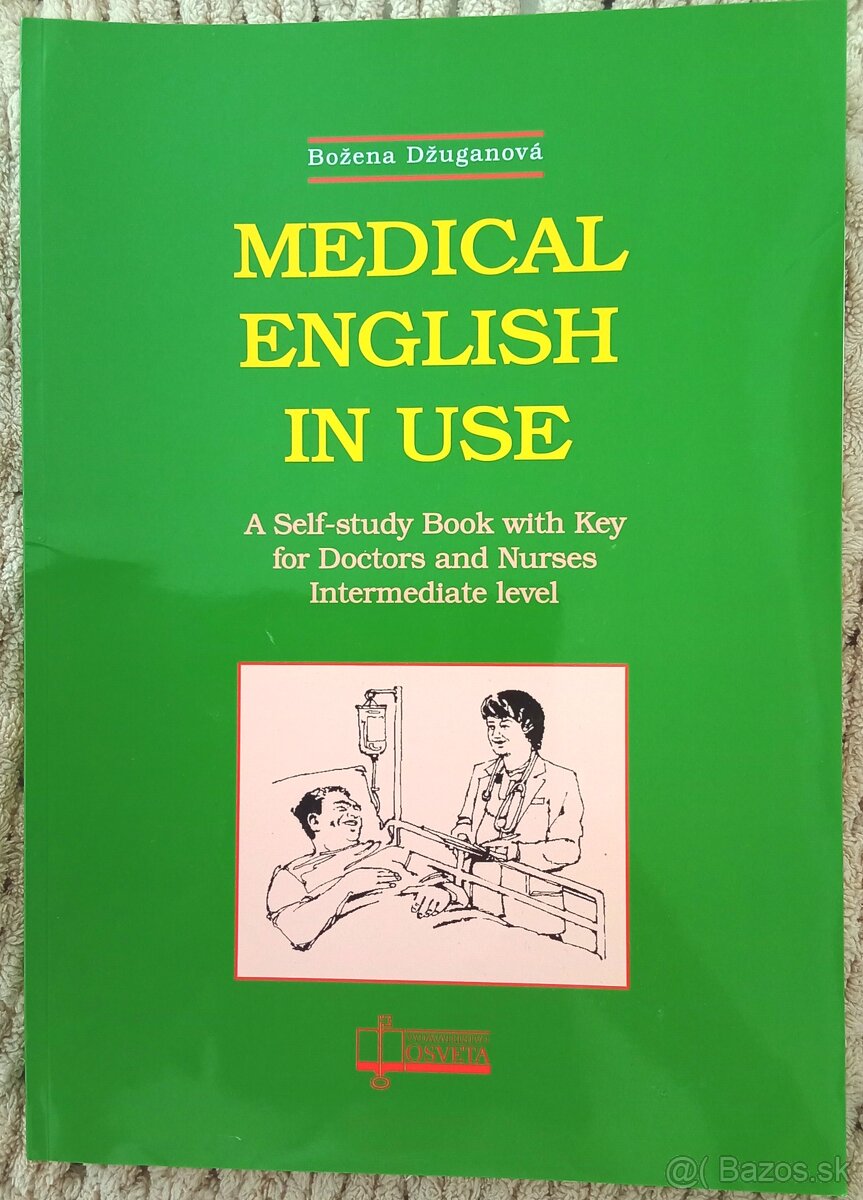 Božena Džuganová
MEDICAL
ENGLISH
IN USE
A Self-study Book with Key
for Doctors and Nurses
Intermediate level
VYDAVATEĽSTVO
OSVETA
@( Bazos.sk